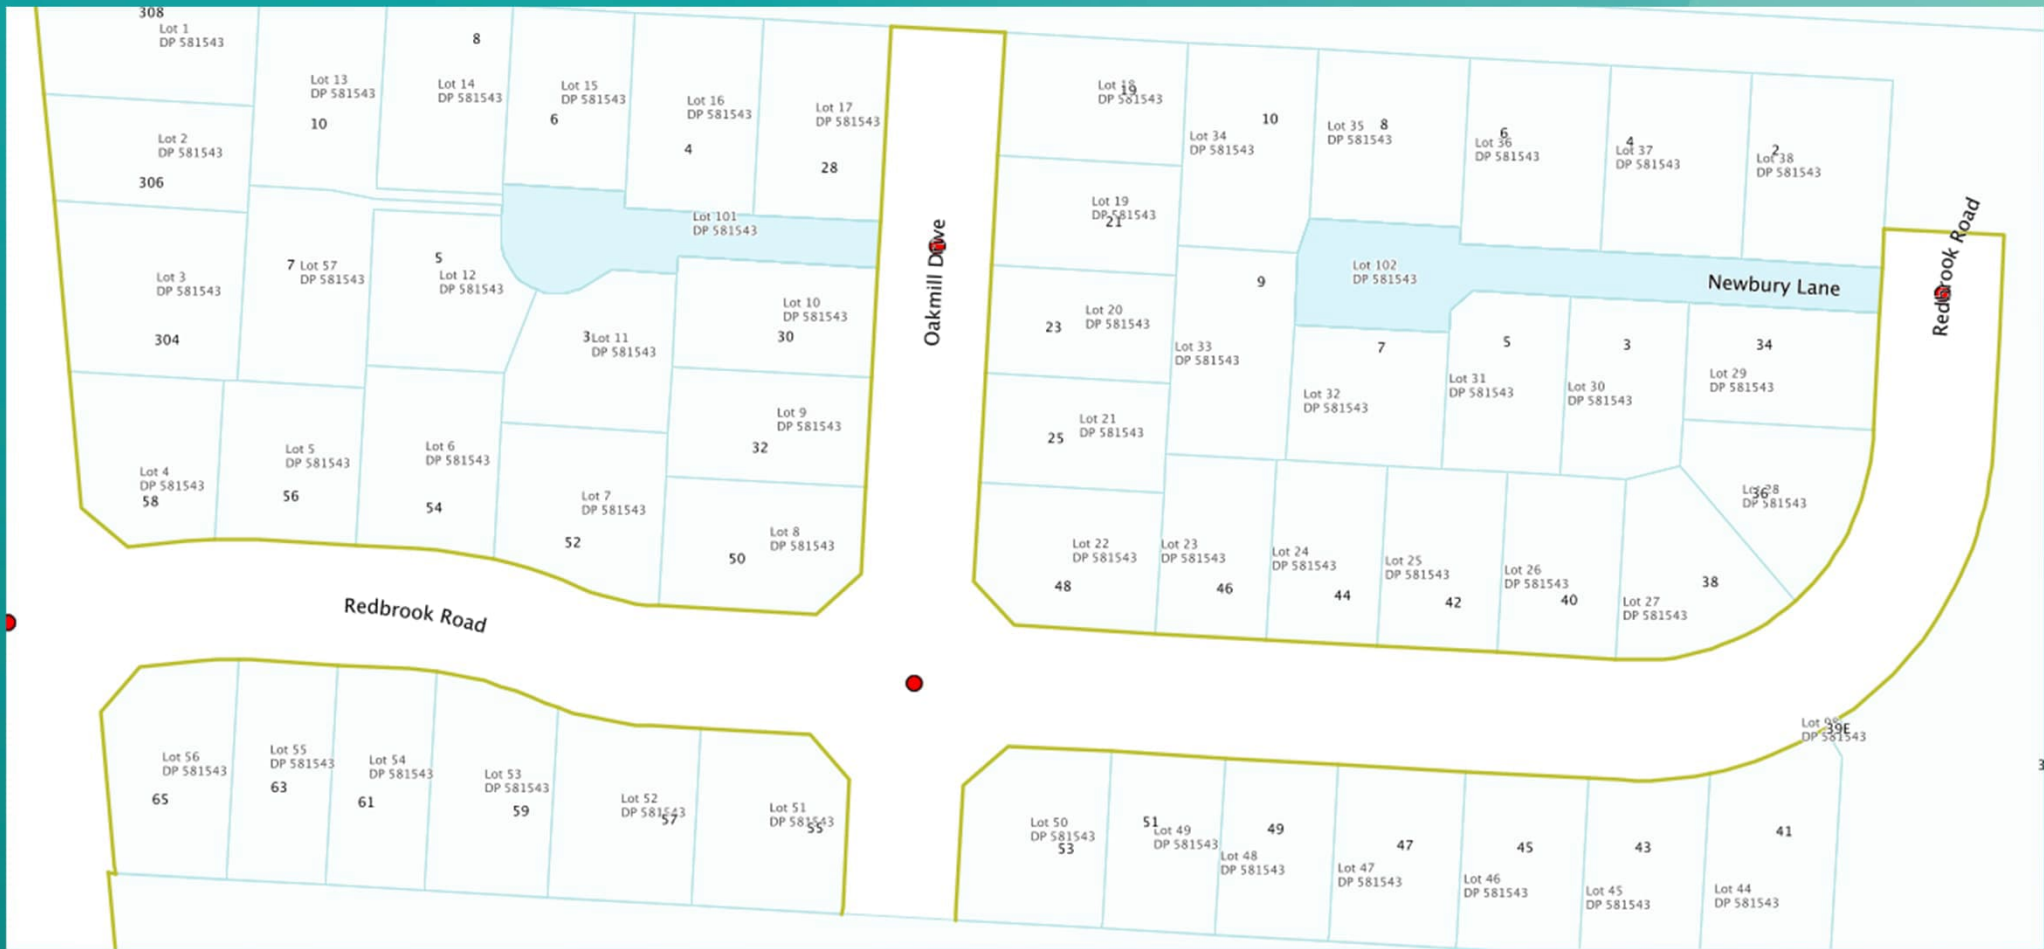 308
Lot 1
DP 581543
Lot 2
DP 581543
306
Lot 3
DP 581543
304
Lot 4
DP 581543
58
Lot 13
DP 581543
10
8
Lot 14
DP 581543
Lot 15
DP 581543
6
Lot 16
DP 581543
4
Lot 17
DP 581543
28
Lot 101
DP 581543
7 Lot 57
DP 581543
5
Lot 12
DP 581543
3 Lot 11
DP 581543
Lot 10
DP 581543
30
Lot 9
DP 581543
32
Lot 5
DP 581543
56
Lot 6
DP 581543
54
Lot 7
DP 581543
52
Lot 8
DP 581543
50
Oakmill Drive
Lot 18
DP 581543
19
Lot 19
DP 581543
21
Lot 20
DP 581543
23
Lot 21
DP 581543
25
Lot 22
DP 581543
48
10
Lot 34
DP 581543
Lot 35
DP 581543
8
6
Lot 36
DP 581543
4
Lot 37
DP 581543
2
Lot 38
DP 581543
9
Lot 33
DP 581543
Lot 102
DP 581543
Newbury Lane
Redbrook Road
7
Lot 32
DP 581543
5
Lot 31
DP 581543
3
Lot 30
DP 581543
34
Lot 29
DP 581543
Lot 28
DP 581543
36
Lot 23
DP 581543
46
Lot 24
DP 581543
44
Lot 25
DP 581543
42
Lot 26
DP 581543
40
Lot 27
DP 581543
38
Redbrook Road
Lot 56
DP 581543
65
Lot 55
DP 581543
63
Lot 54
DP 581543
61
Lot 53
DP 581543
59
Lot 52
DP 581543
57
Lot 51
DP 581543
55
Lot 50
DP 581543
53
51
Lot 49
DP 581543
49
Lot 48
DP 581543
47
Lot 47
DP 581543
45
Lot 46
DP 581543
43
Lot 45
DP 581543
41
Lot 44
DP 581543
Lot
DP 581543
39E